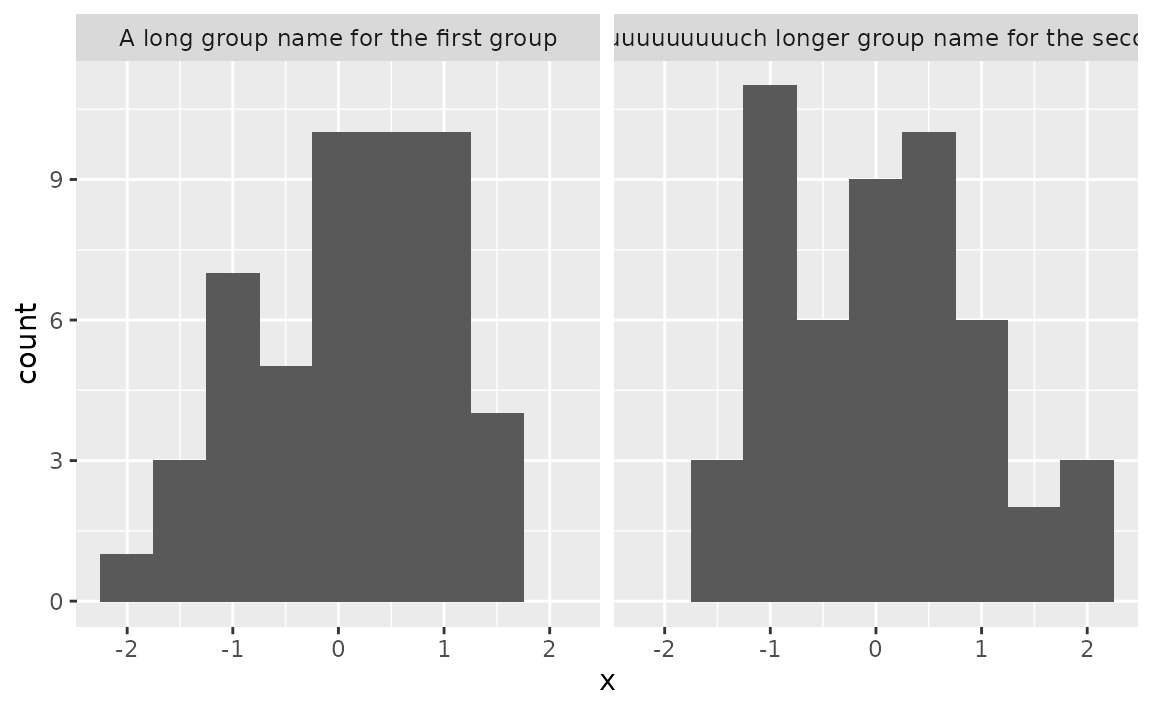 A long group name for the first group
uuuuuuuuuch longer group name for the seco
count
9
6
3
0
-2 -1 0 1 2
-2 -1 0 1 2
x